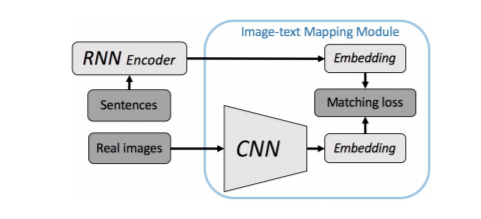 Image-text Mapping Module
RNN Encoder
Embedding
Sentences
Matching loss
Real images
CNN
Embedding